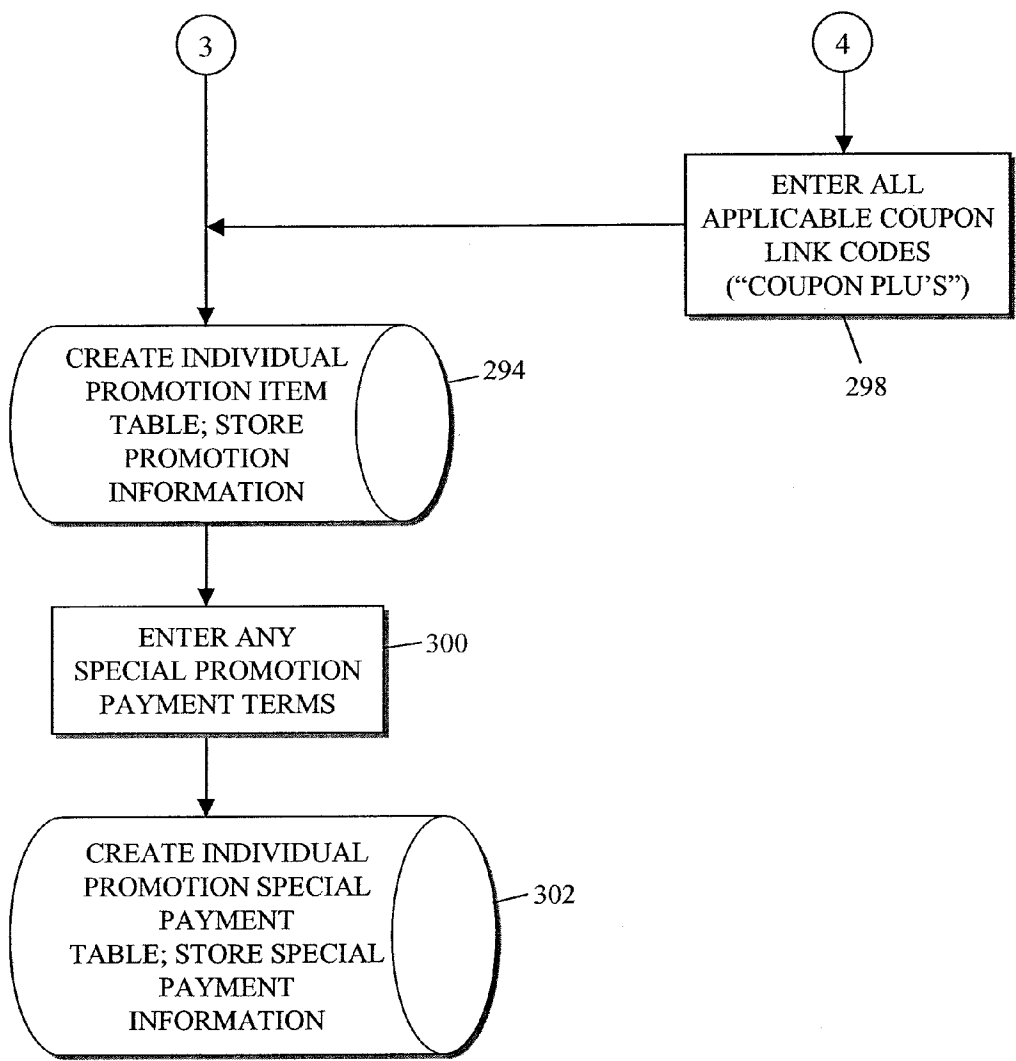 3
4
ENTER ALL
APPLICABLE COUPON
LINK CODES
(“COUPON PLU’S”)
298
CREATE INDIVIDUAL
PROMOTION ITEM
TABLE; STORE
PROMOTION
INFORMATION
294
ENTER ANY
SPECIAL PROMOTION
PAYMENT TERMS
300
CREATE INDIVIDUAL
PROMOTION SPECIAL
PAYMENT
TABLE; STORE SPECIAL
PAYMENT
INFORMATION
302